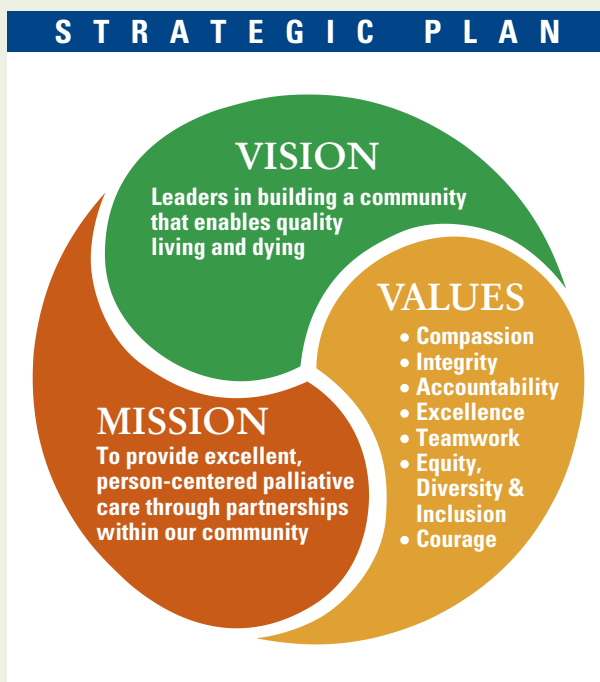 STRATEGIC PLAN
VISION
Leaders in building a community
that enables quality
living and dying
VALUES
• Compassion
• Integrity
• Accountability
• Excellence
• Teamwork
• Equity,
Diversity &
Inclusion
• Courage
MISSION
To provide excellent,
person-centered palliative
care through partnerships
within our community